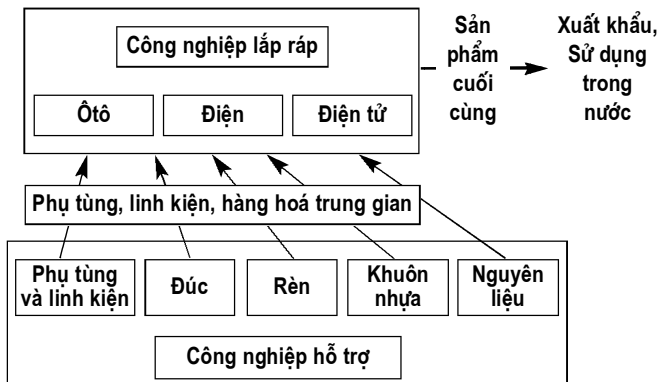 Công nghiệp lắp ráp
Ôtô
Điện
Điện tử
Sản
phẩm
cuối
cùng
Xuất khẩu,
Sử dụng
trong
nước
Phụ tùng, linh kiện, hàng hoá trung gian
Phụ tùng
và linh kiện
Đúc
Rèn
Khuôn
nhựa
Nguyên
liệu
Công nghiệp hỗ trợ